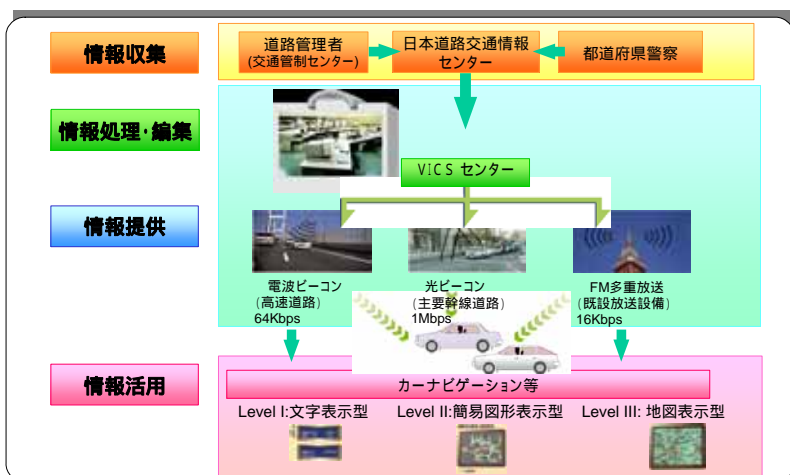 情報収集
道路管理者
(交通管制センター)
日本道路交通情報
センター
都道府県警察
情報処理･編集
VICS センター
情報提供
電波ビーコン
(高速道路)
64Kbps
光ビーコン
(主要幹線道路)
1Mbps
FM多重放送
(既設放送設備)
16Kbps
情報活用
カーナビゲーション等
Level I:文字表示型
Level II:簡易図形表示型
Level III: 地図表示型